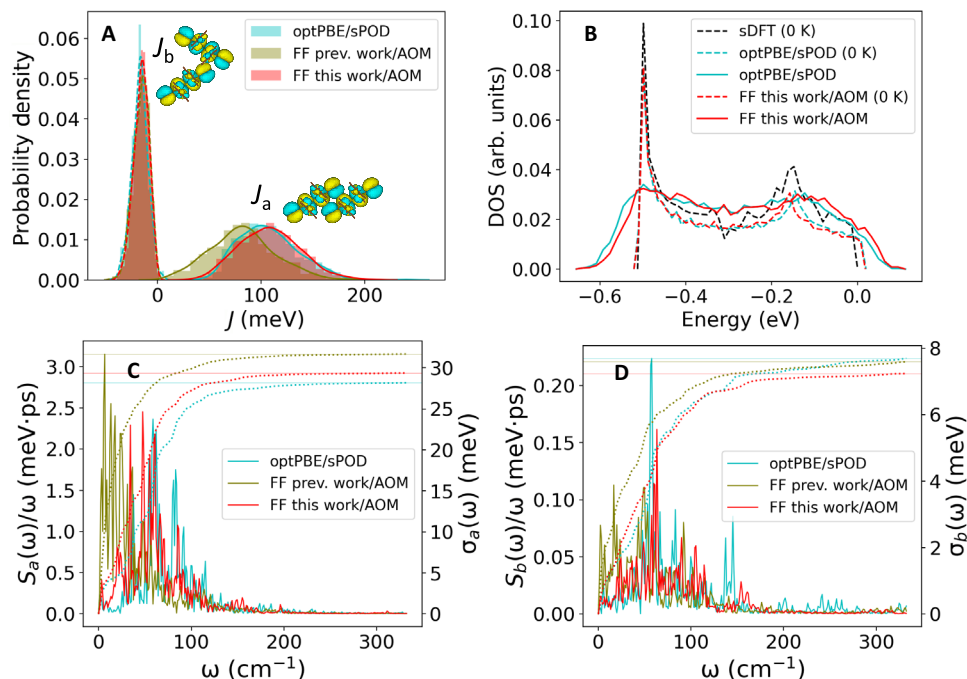 A
J_b
J_a
optPBE/sPOD
FF prev. work/AOM
FF this work/AOM
Probability density
0.06
0.05
0.04
0.03
0.02
0.01
0.00
0
100
200
J (meV)
B
sDFT (0 K)
optPBE/sPOD (0 K)
optPBE/sPOD
FF this work/AOM (0 K)
FF this work/AOM
DOS (arb. units)
0.10
0.08
0.06
0.04
0.02
0.00
−0.6
−0.4
−0.2
0.0
Energy (eV)
C
optPBE/sPOD
FF prev. work/AOM
FF this work/AOM
S_a(ω)/ω (meV·ps)
3.0
2.5
2.0
1.5
1.0
0.5
0.0
0
100
200
300
ω (cm⁻¹)
σ_a(ω) (meV)
30
25
20
15
10
5
0
D
optPBE/sPOD
FF prev. work/AOM
FF this work/AOM
S_b(ω)/ω (meV·ps)
0.20
0.15
0.10
0.05
0.00
0
100
200
300
ω (cm⁻¹)
σ_b(ω) (meV)
8
6
4
2
0